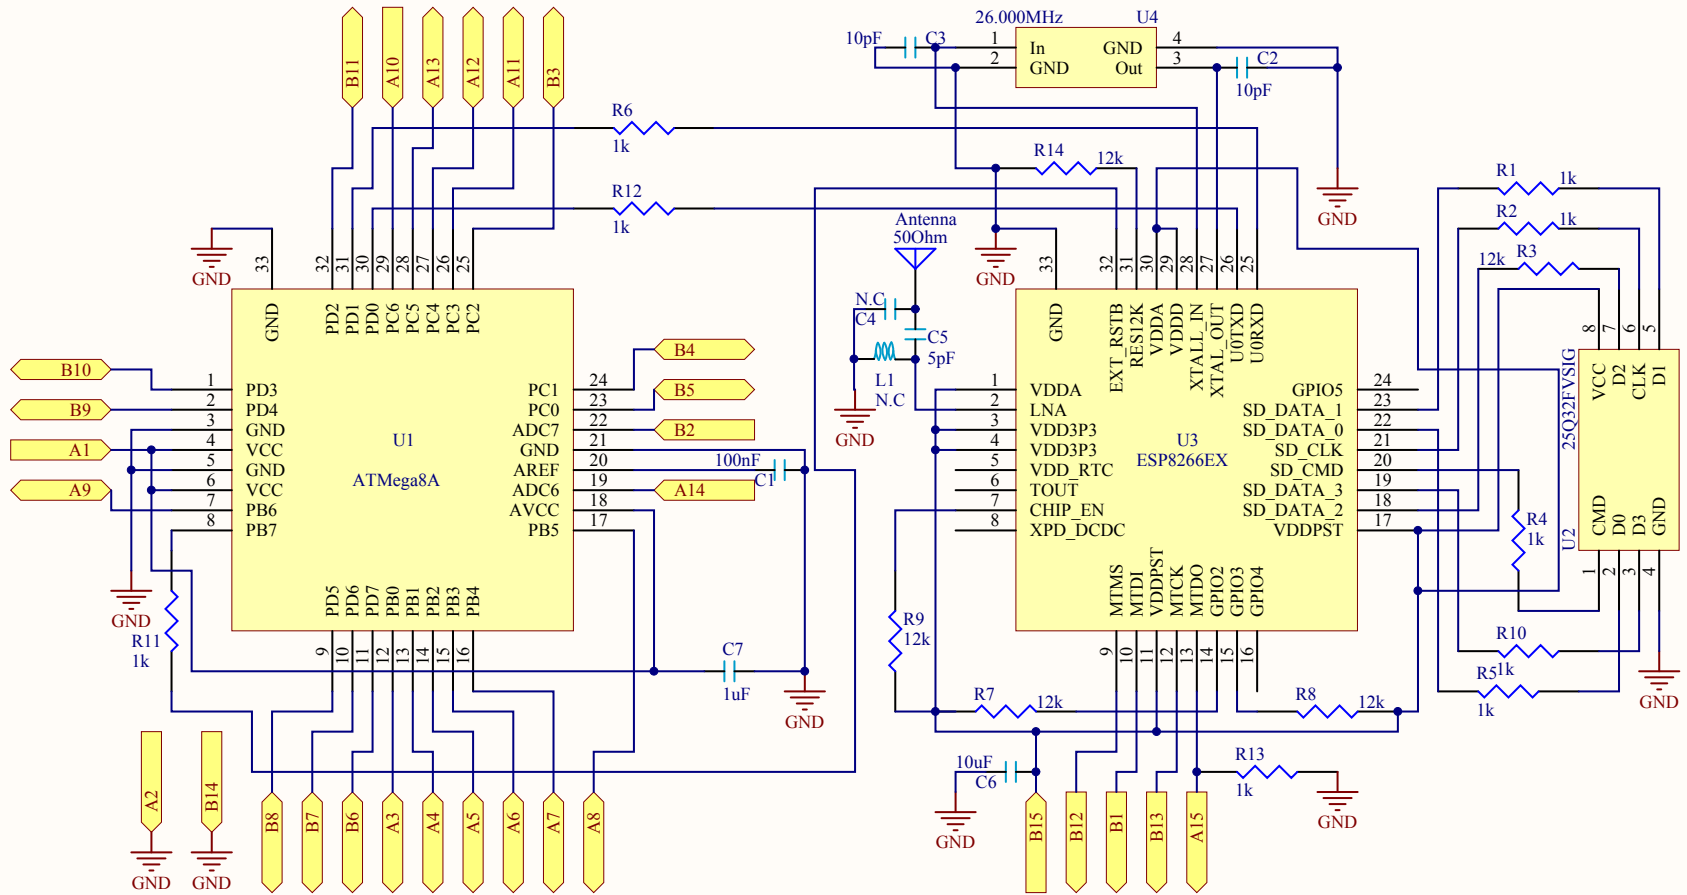 B11
A10
A13
A12
A11
B3
26.000MHz
U4
10pF
C3
1
In
GND
4
2
GND
Out
3
C2
10pF
R6
1k
R14
12k
R12
1k
Antenna
50Ohm
R1
1k
R2
1k
R3
12k
GND
GND
GND
33
32
31
30
29
28
27
26
25
GND
PD2
PD1
PD0
PC6
PC5
PC4
PC3
PC2
N.C
C4
C5
5pF
L1
N.C
GND
33
32
31
30
29
28
27
26
25
GND
EXT_RSTB
RES12K
VDDA
VDDD
XTALL_IN
XTAL_OUT
U0TXD
U0RXD
8
7
6
5
VCC
D2
CLK
D1
25Q32FVSIG
U2
CMD
D0
D3
GND
1
2
3
4
B10
B9
A1
A9
1
PD3
2
PD4
3
GND
4
VCC
5
GND
6
VCC
7
PB6
8
PB7
U1
ATMega8A
PC1
24
PC0
23
ADC7
22
GND
21
AREF
20
ADC6
19
AVCC
18
PB5
17
B4
B5
B2
100nF
C1
A14
1
VDDA
2
LNA
3
VDD3P3
4
VDD3P3
5
VDD_RTC
6
TOUT
7
CHIP_EN
8
XPD_DCDC
U3
ESP8266EX
GPIO5
24
SD_DATA_1
23
SD_DATA_0
22
SD_CLK
21
SD_CMD
20
SD_DATA_3
19
SD_DATA_2
18
VDDPST
17
R4
1k
PD5
PD6
PD7
PB0
PB1
PB2
PB3
PB4
9
10
11
12
13
14
15
16
MTMS
MTDI
VDDPST
MTCK
MTDO
GPIO2
GPIO3
GPIO4
9
10
11
12
13
14
15
16
GND
R11
1k
C7
1uF
GND
R9
12k
R7
12k
R8
12k
R10
1k
R5
1k
GND
10uF
C6
GND
R13
1k
GND
A2
GND
B14
GND
B8
B7
B6
A3
A4
A5
A6
A7
A8
B15
B12
B1
B13
A15